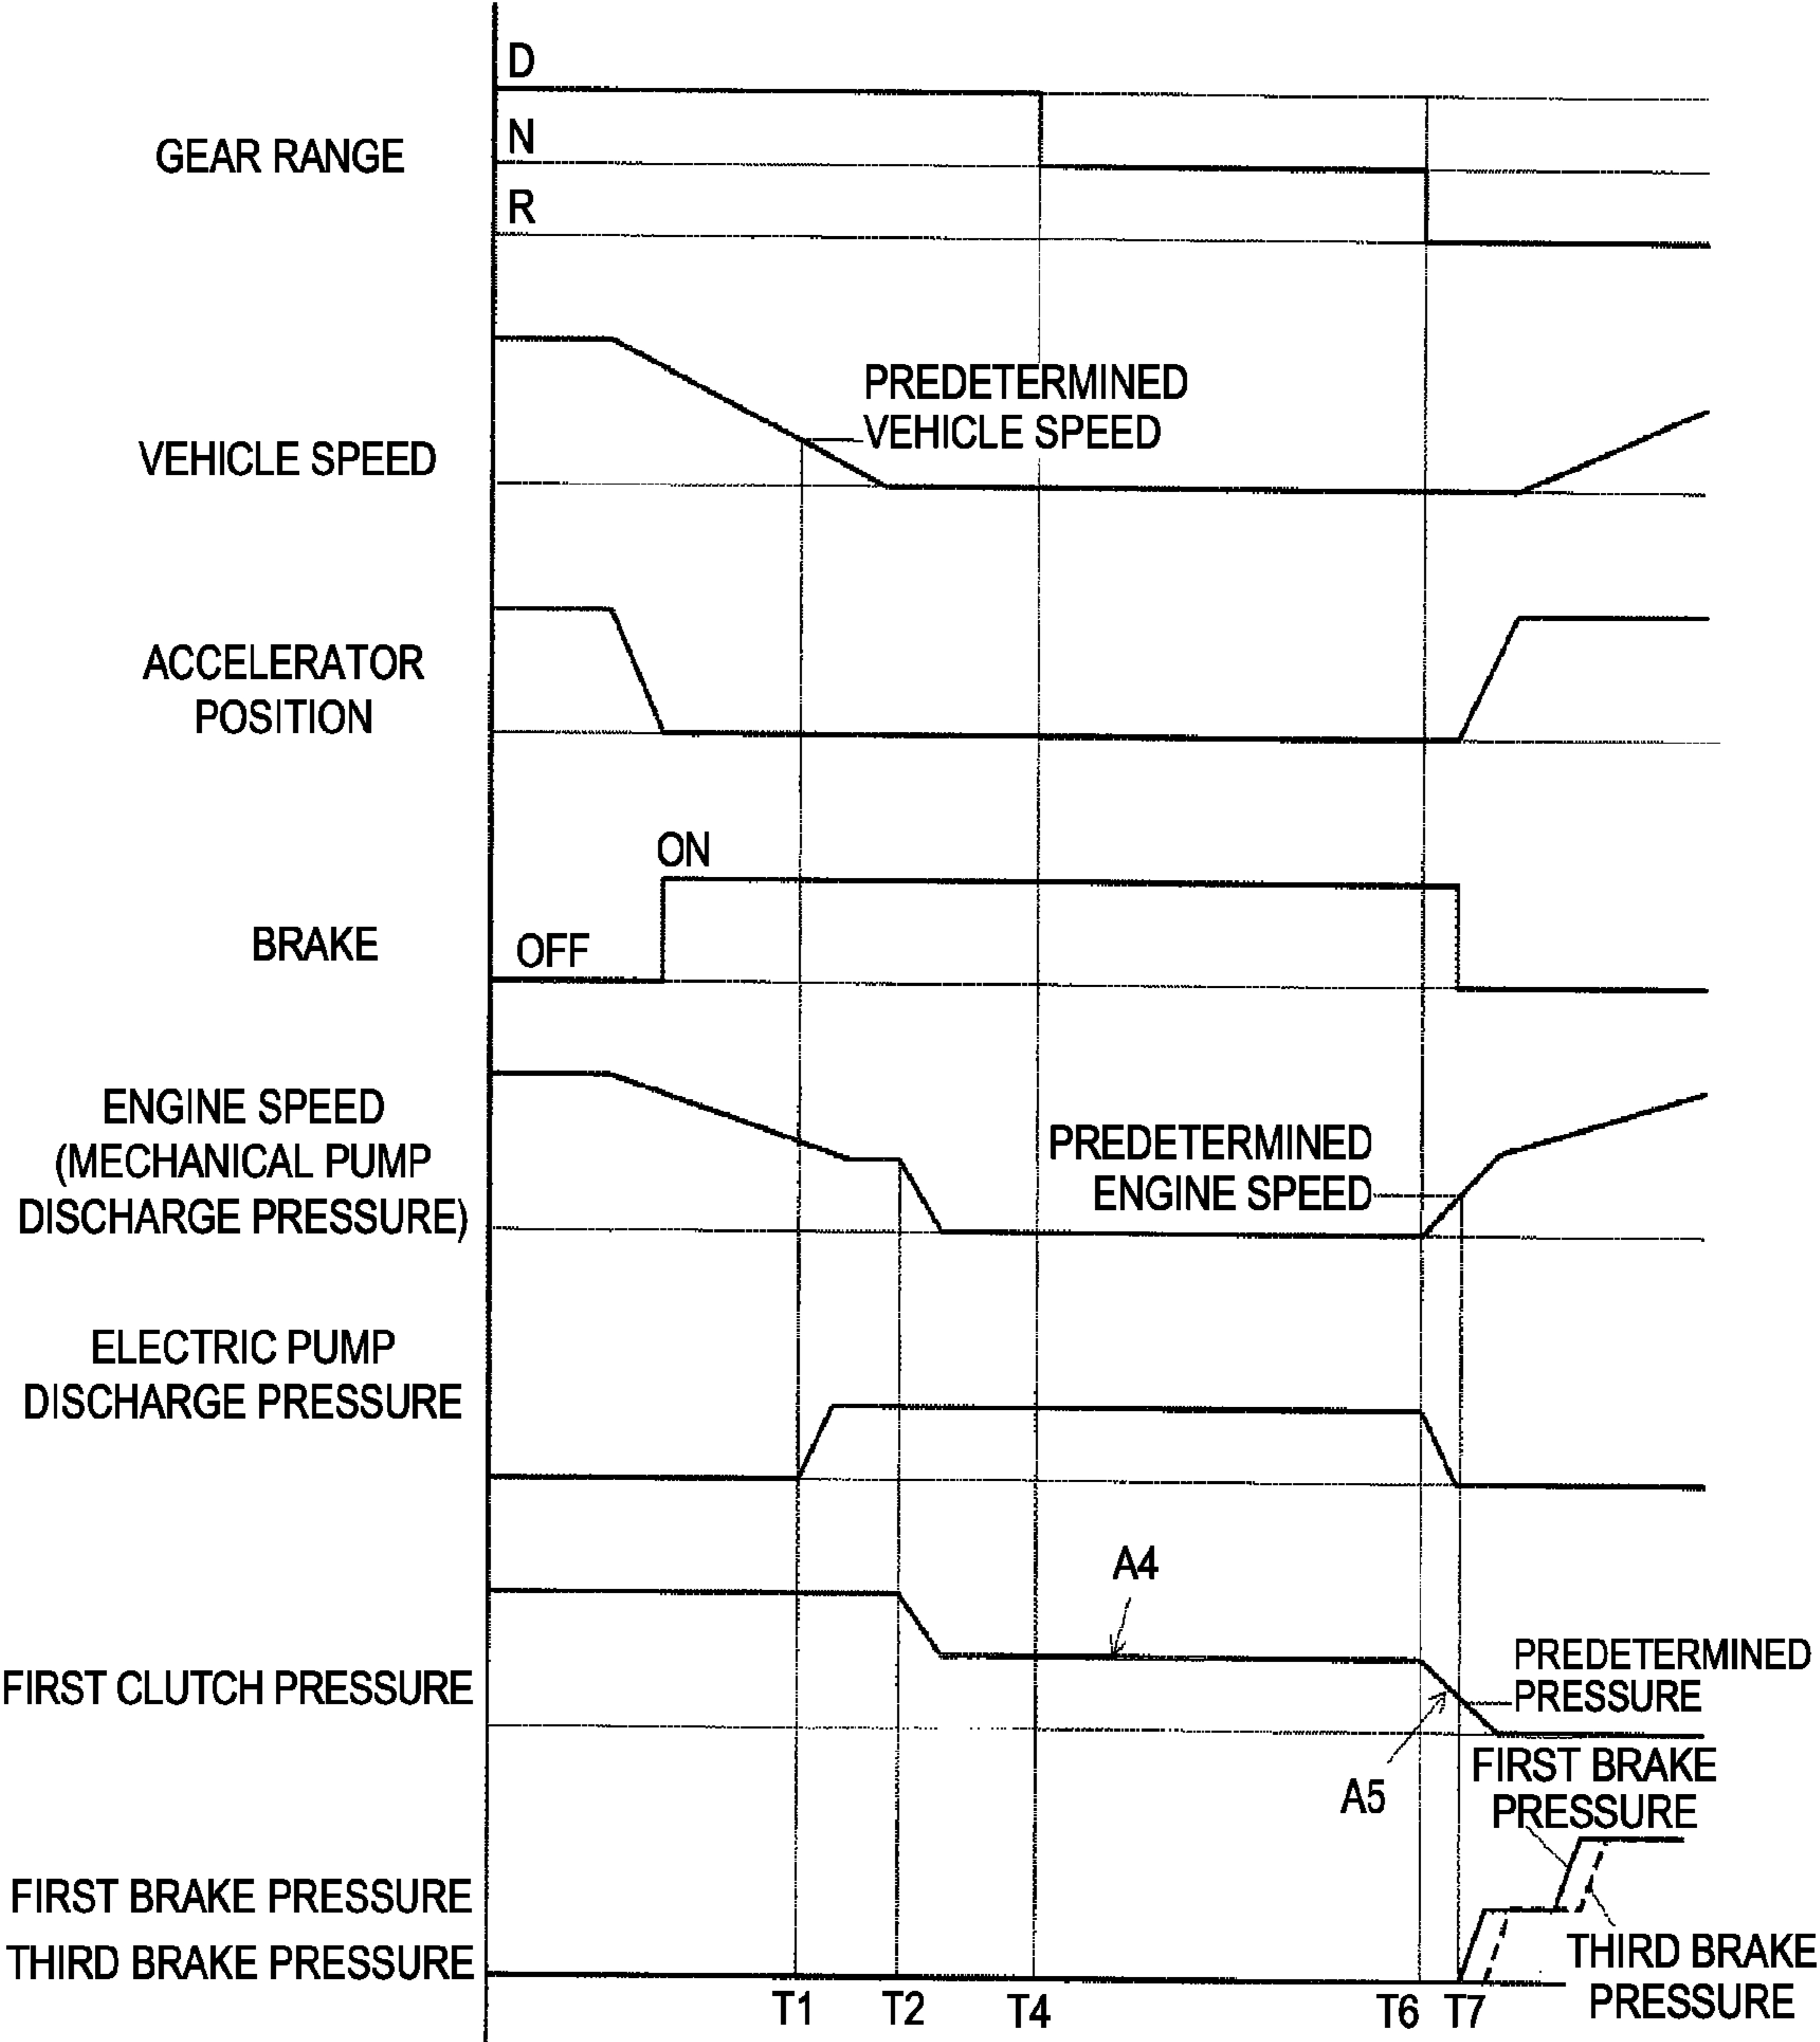 D
GEAR RANGE
N
R
PREDETERMINED
VEHICLE SPEED
VEHICLE SPEED
ACCELERATOR
POSITION
ON
BRAKE
OFF
ENGINE SPEED
(MECHANICAL PUMP
DISCHARGE PRESSURE)
PREDETERMINED
ENGINE SPEED
ELECTRIC PUMP
DISCHARGE PRESSURE
A4
FIRST CLUTCH PRESSURE
PREDETERMINED
PRESSURE
A5
FIRST BRAKE
PRESSURE
FIRST BRAKE PRESSURE
THIRD BRAKE PRESSURE
THIRD BRAKE
PRESSURE
T1 T2 T4 T6 T7